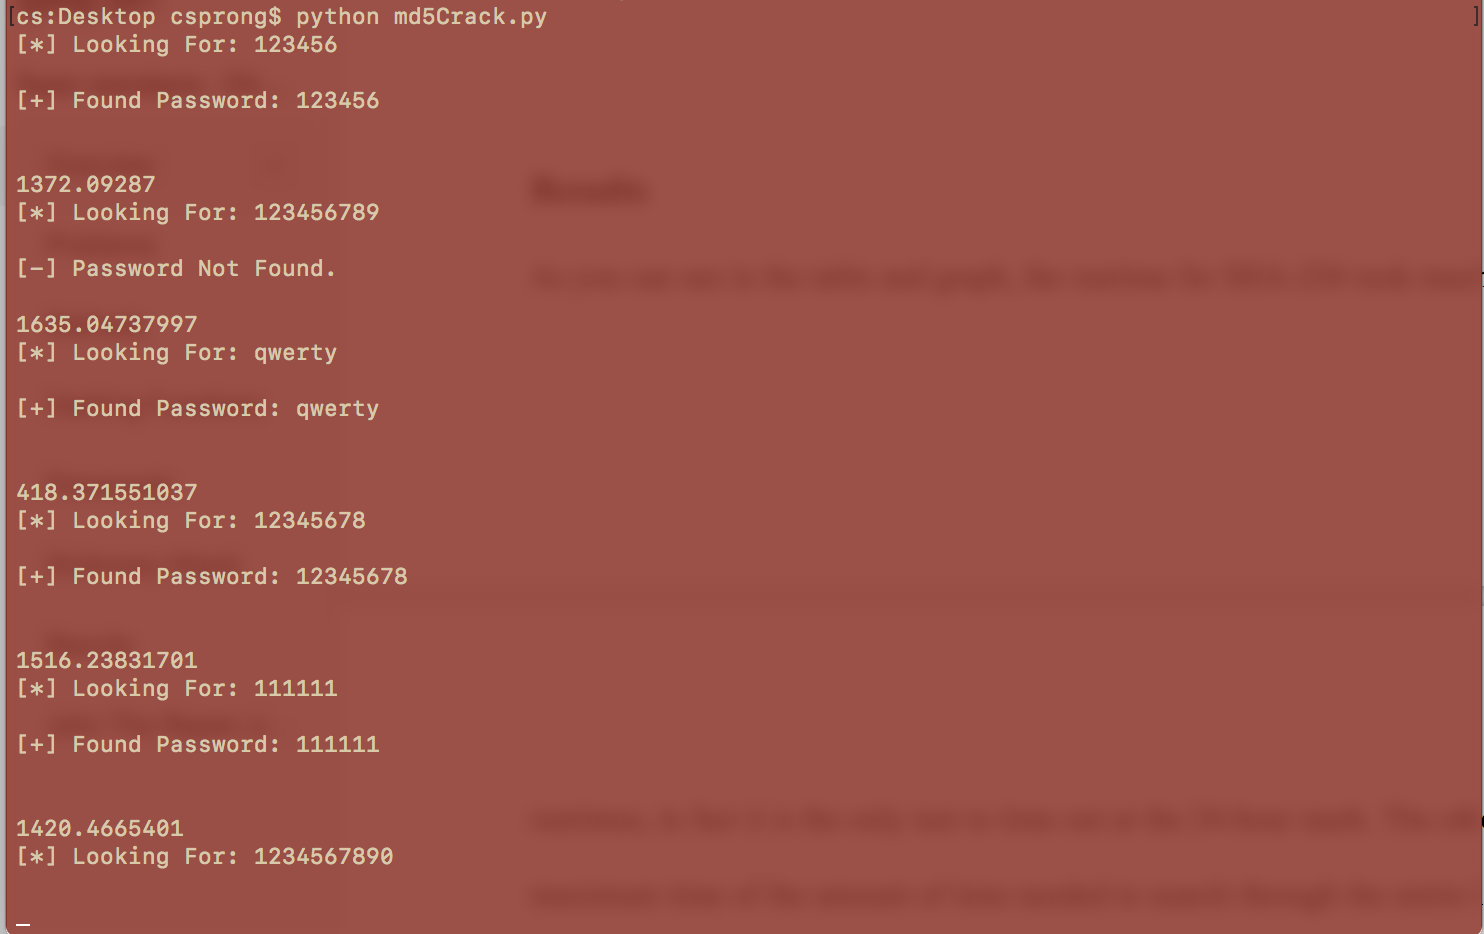 [cs:Desktop csprong$ python md5Crack.py ]
[*] Looking For: 123456
[+] Found Password: 123456
1372.09287
[*] Looking For: 123456789
[-] Password Not Found.
1635.04737997
[*] Looking For: qwerty
[+] Found Password: qwerty
418.371551037
[*] Looking For: 12345678
[+] Found Password: 12345678
1516.23831701
[*] Looking For: 111111
[+] Found Password: 111111
1420.4665401
[*] Looking For: 1234567890
Results